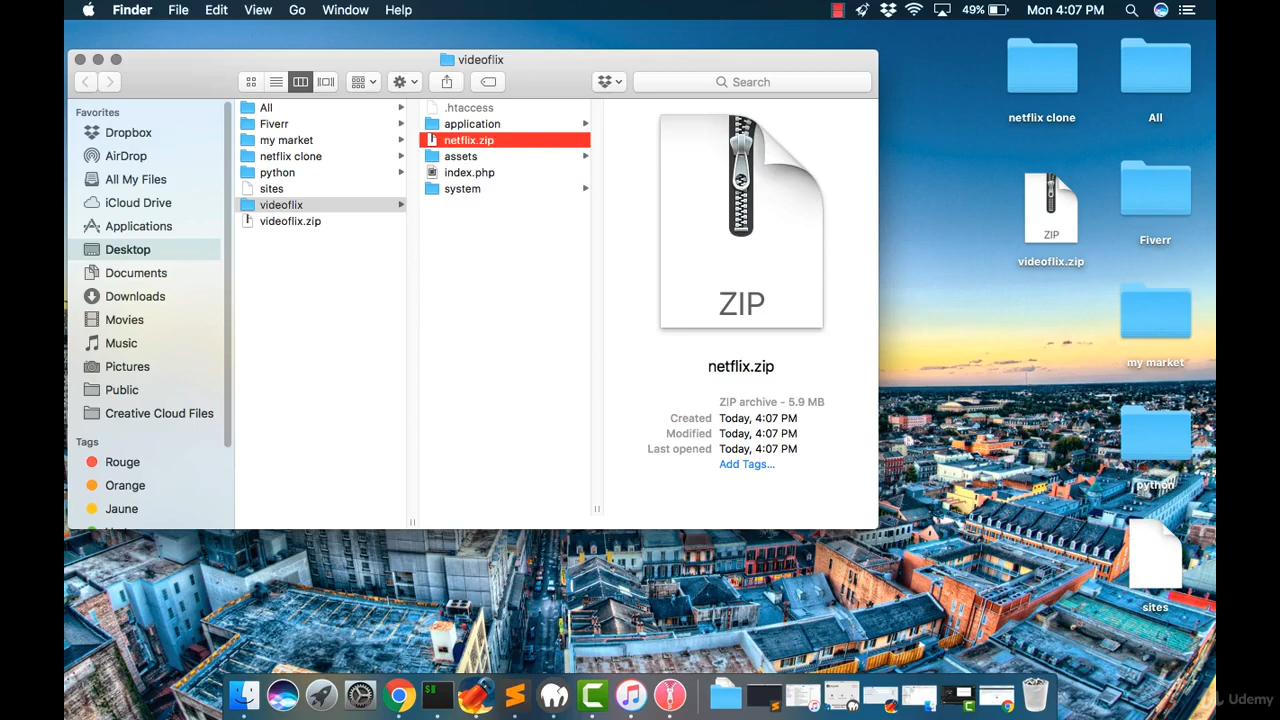 Finder File Edit View Go Window Help 49% Mon 4:07 PM
videoflix
Search
Favorites
Dropbox
AirDrop
All My Files
iCloud Drive
Applications
Desktop
Documents
Downloads
Movies
Music
Pictures
Public
Creative Cloud Files
Tags
Rouge
Orange
Jaune
All
Fiverr
my market
netflix clone
python
sites
videoflix
videoflix.zip
.htaccess
application
netflix.zip
assets
index.php
system
ZIP
netflix.zip
ZIP archive - 5.9 MB
Created Today, 4:07 PM
Modified Today, 4:07 PM
Last opened Today, 4:07 PM
Add Tags...
netflix clone
All
ZIP
videoflix.zip
Fiverr
my market
python
sites
Udemy